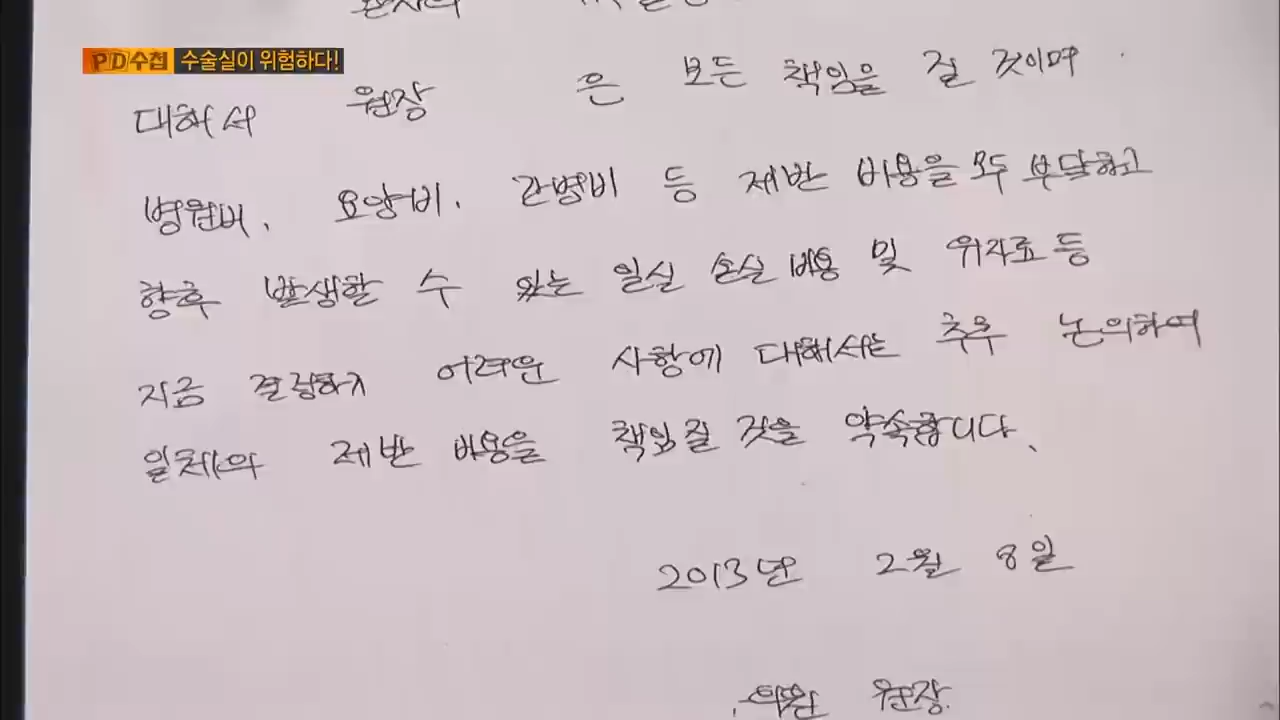 PD수첩 수술실이 위험하다!
대해서 원장 은 모든 책임을 질 것이며
병원비, 요양비, 간병비 등 제반 비용을 모두 부담하고
향후 발생할 수 있는 일실 손실 비용 및 위자료 등
지금 결정하기 어려운 사항에 대해서는 추후 논의하여
일체의 제반 비용을 책임질 것을 약속합니다.
2013년 2월 8일
의원 원장